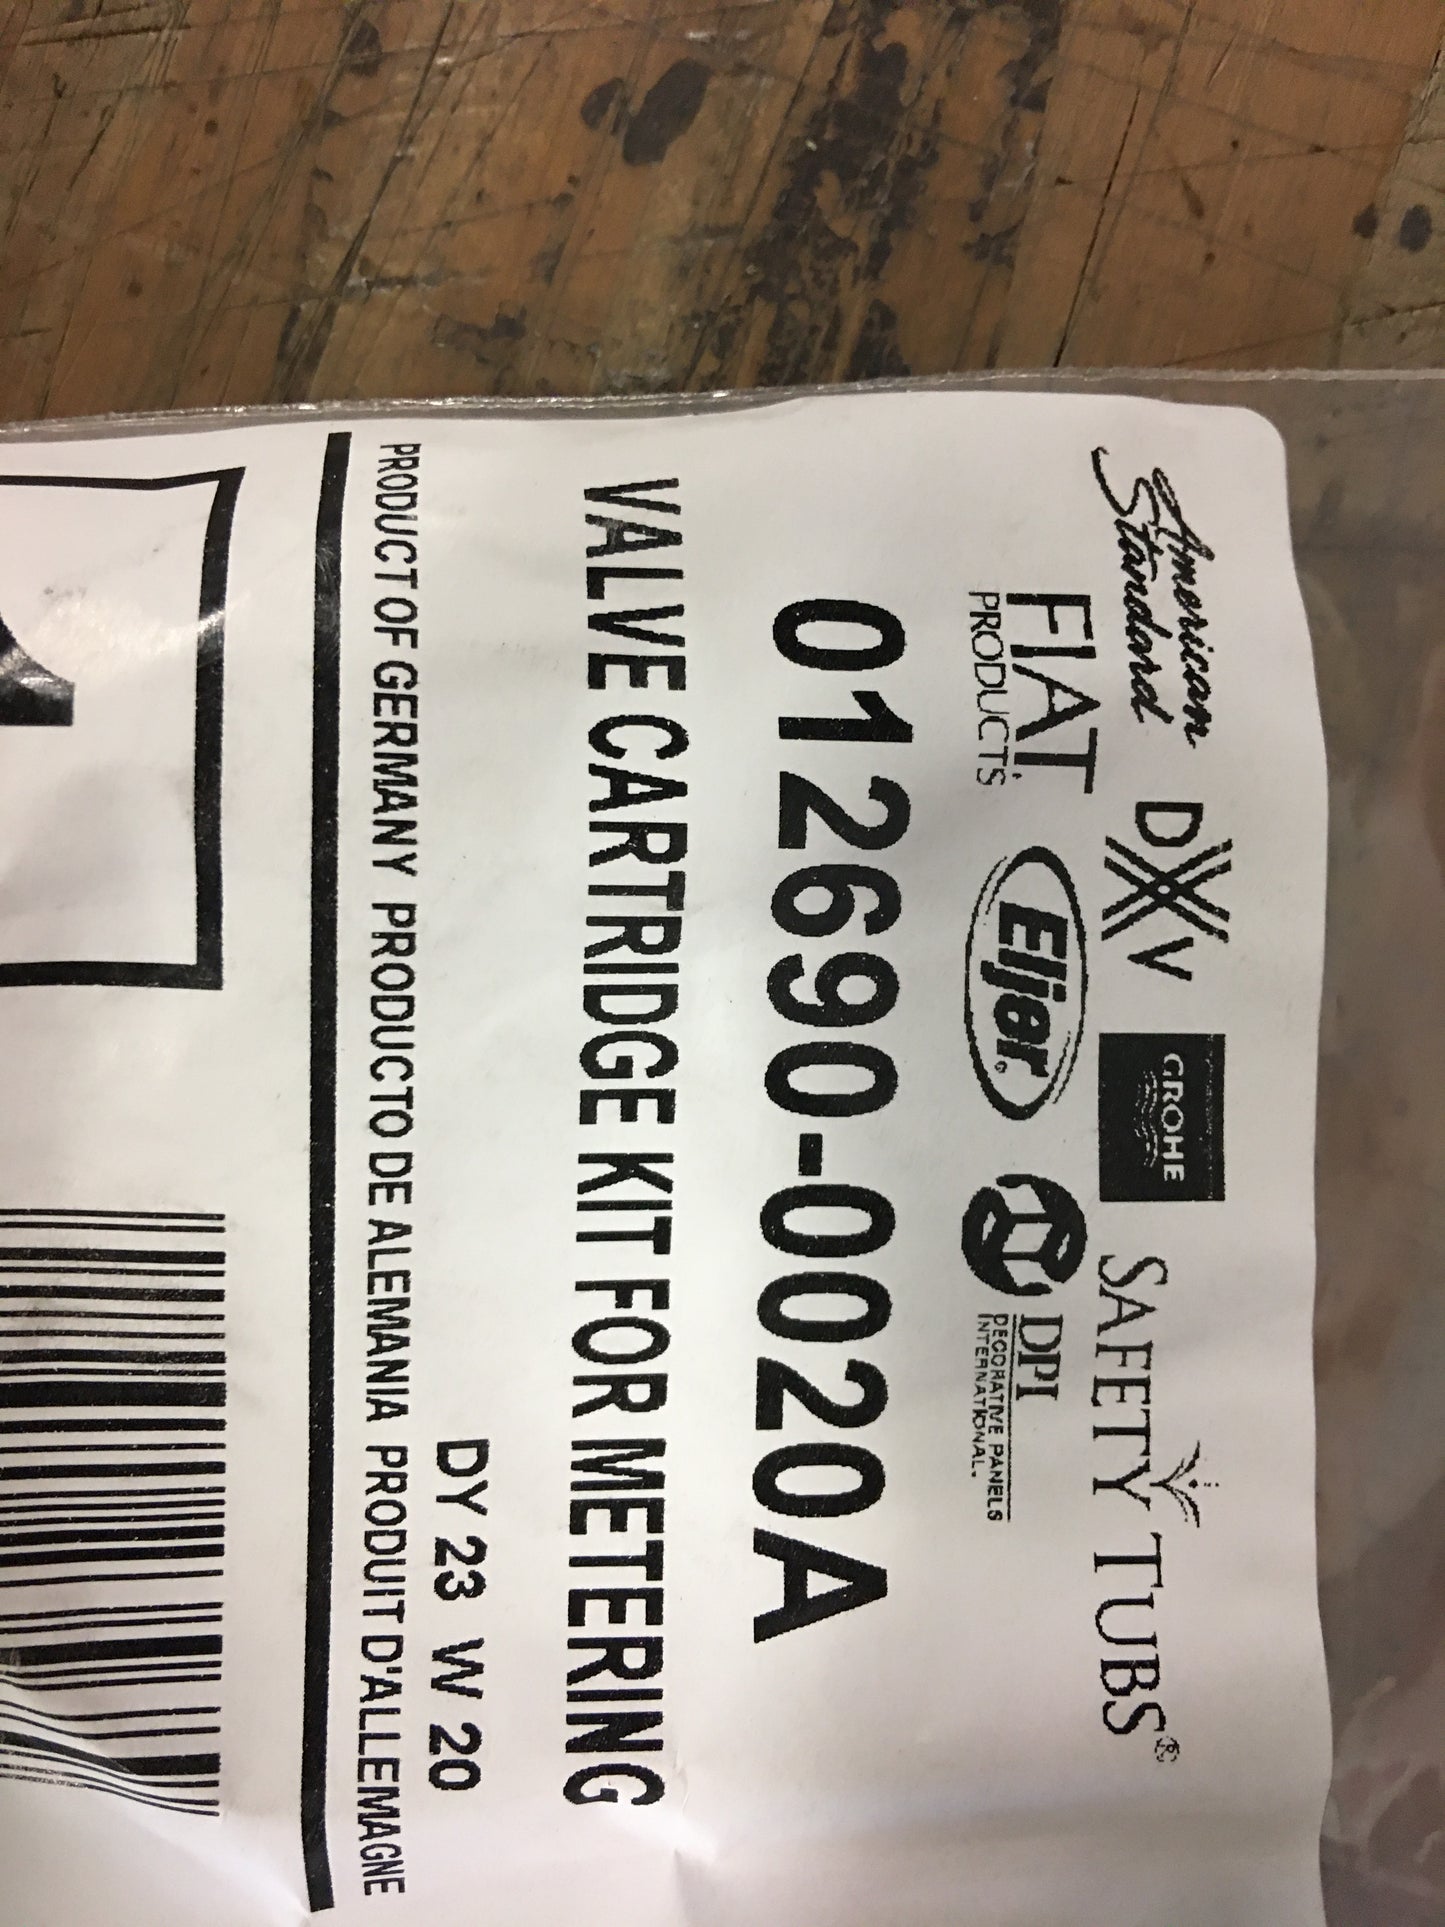 American Standard DXV GROHE SAFETY TUBS®
FIAT PRODUCTS Eljer DPI DECORATIVE PANELS INTERNATIONAL.
012690-0020A
VALVE CARTRIDGE KIT FOR METERING
DY 23 W 20
PRODUCT OF GERMANY PRODUCTO DE ALEMANIA PRODUIT D'ALLEMAGNE